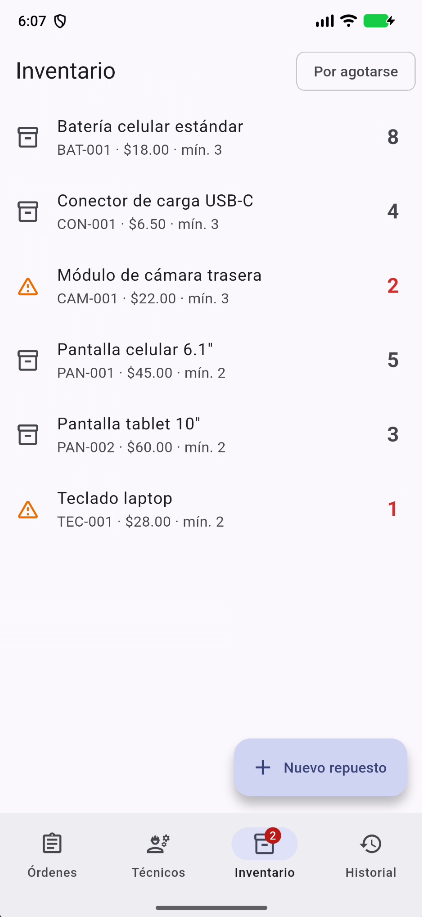 6:07
Inventario
Por agotarse
Batería celular estándar
8
BAT-001 · $18.00 · mín. 3
Conector de carga USB-C
4
CON-001 · $6.50 · mín. 3
Módulo de cámara trasera
2
CAM-001 · $22.00 · mín. 3
Pantalla celular 6.1"
5
PAN-001 · $45.00 · mín. 2
Pantalla tablet 10"
3
PAN-002 · $60.00 · mín. 2
Teclado laptop
1
TEC-001 · $28.00 · mín. 2
+ Nuevo repuesto
2
Órdenes
Técnicos
Inventario
Historial